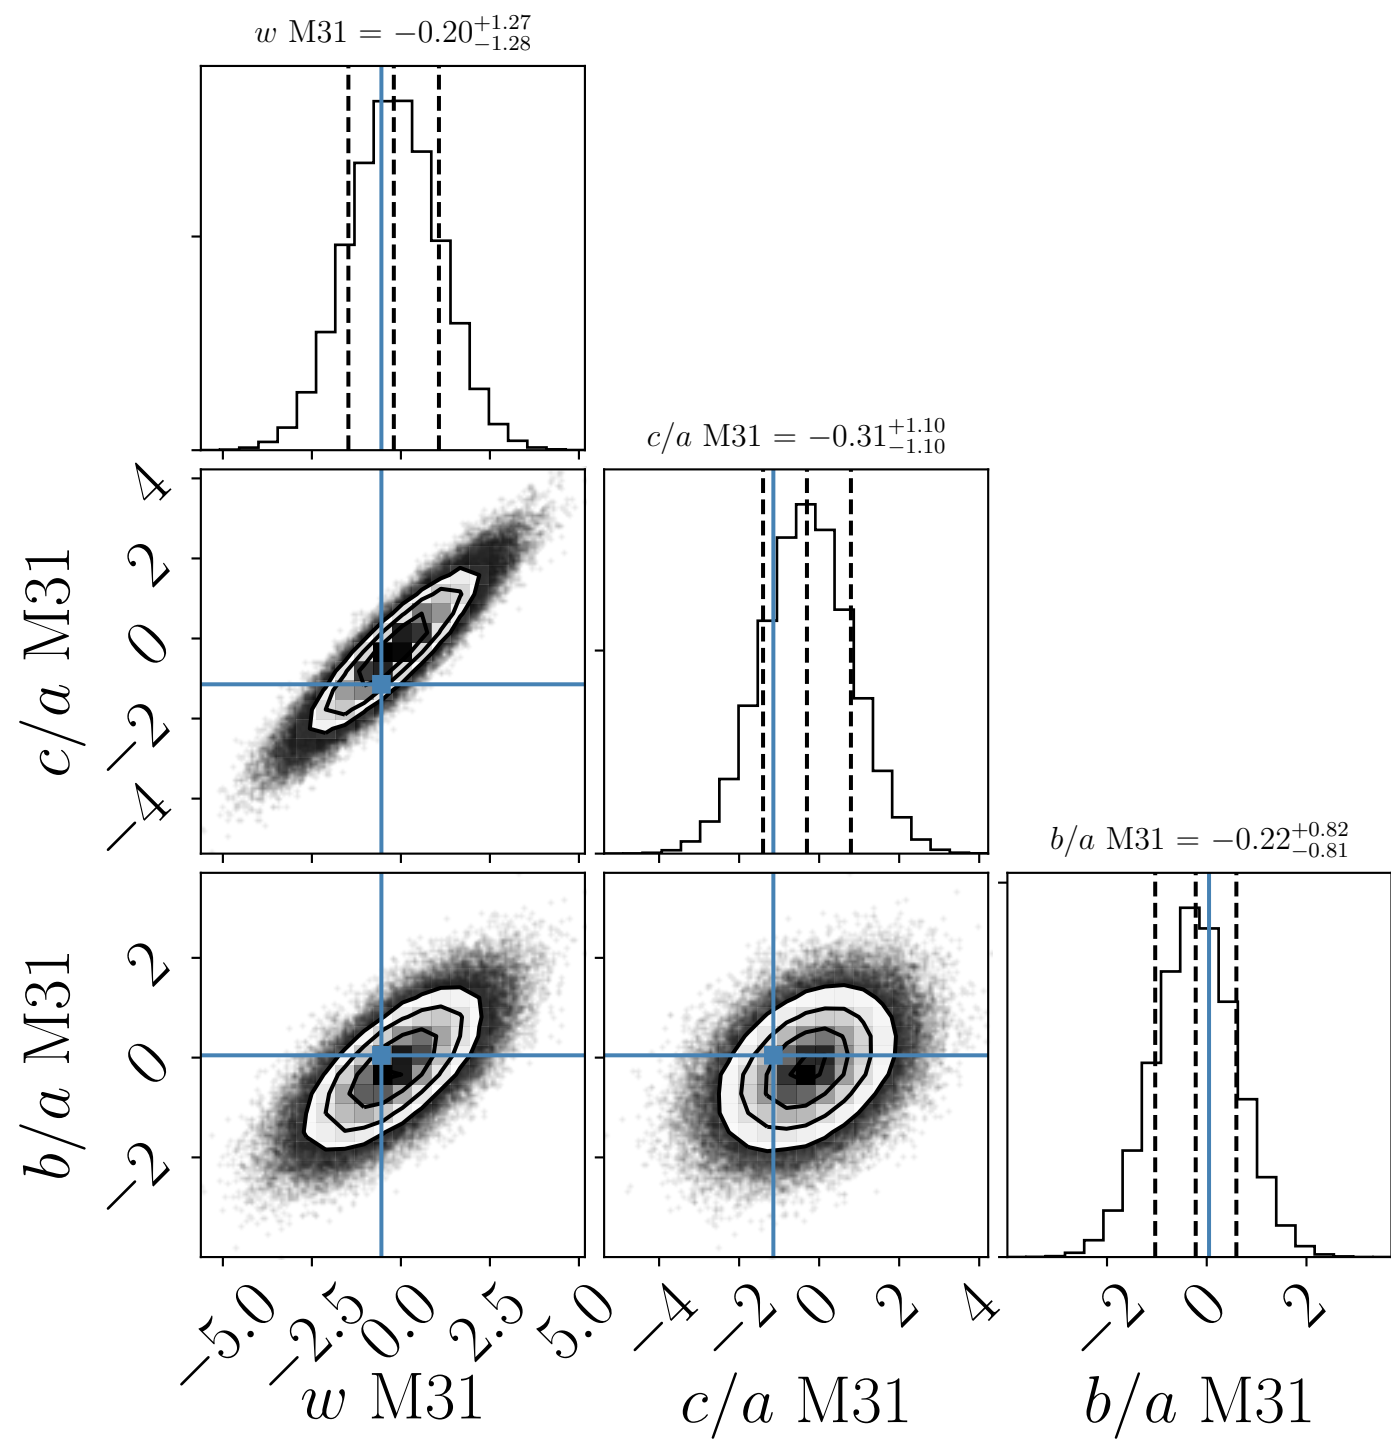 w M31 = −0.20+1.27−1.28
c/a M31 = −0.31+1.10−1.10
b/a M31 = −0.22+0.82−0.81
c/a M31
4
2
0
−2
−4
b/a M31
2
0
−2
−5.0 −2.5 0.0 2.5 5.0
−4 −2 0 2 4
−2 0 2
w M31
c/a M31
b/a M31